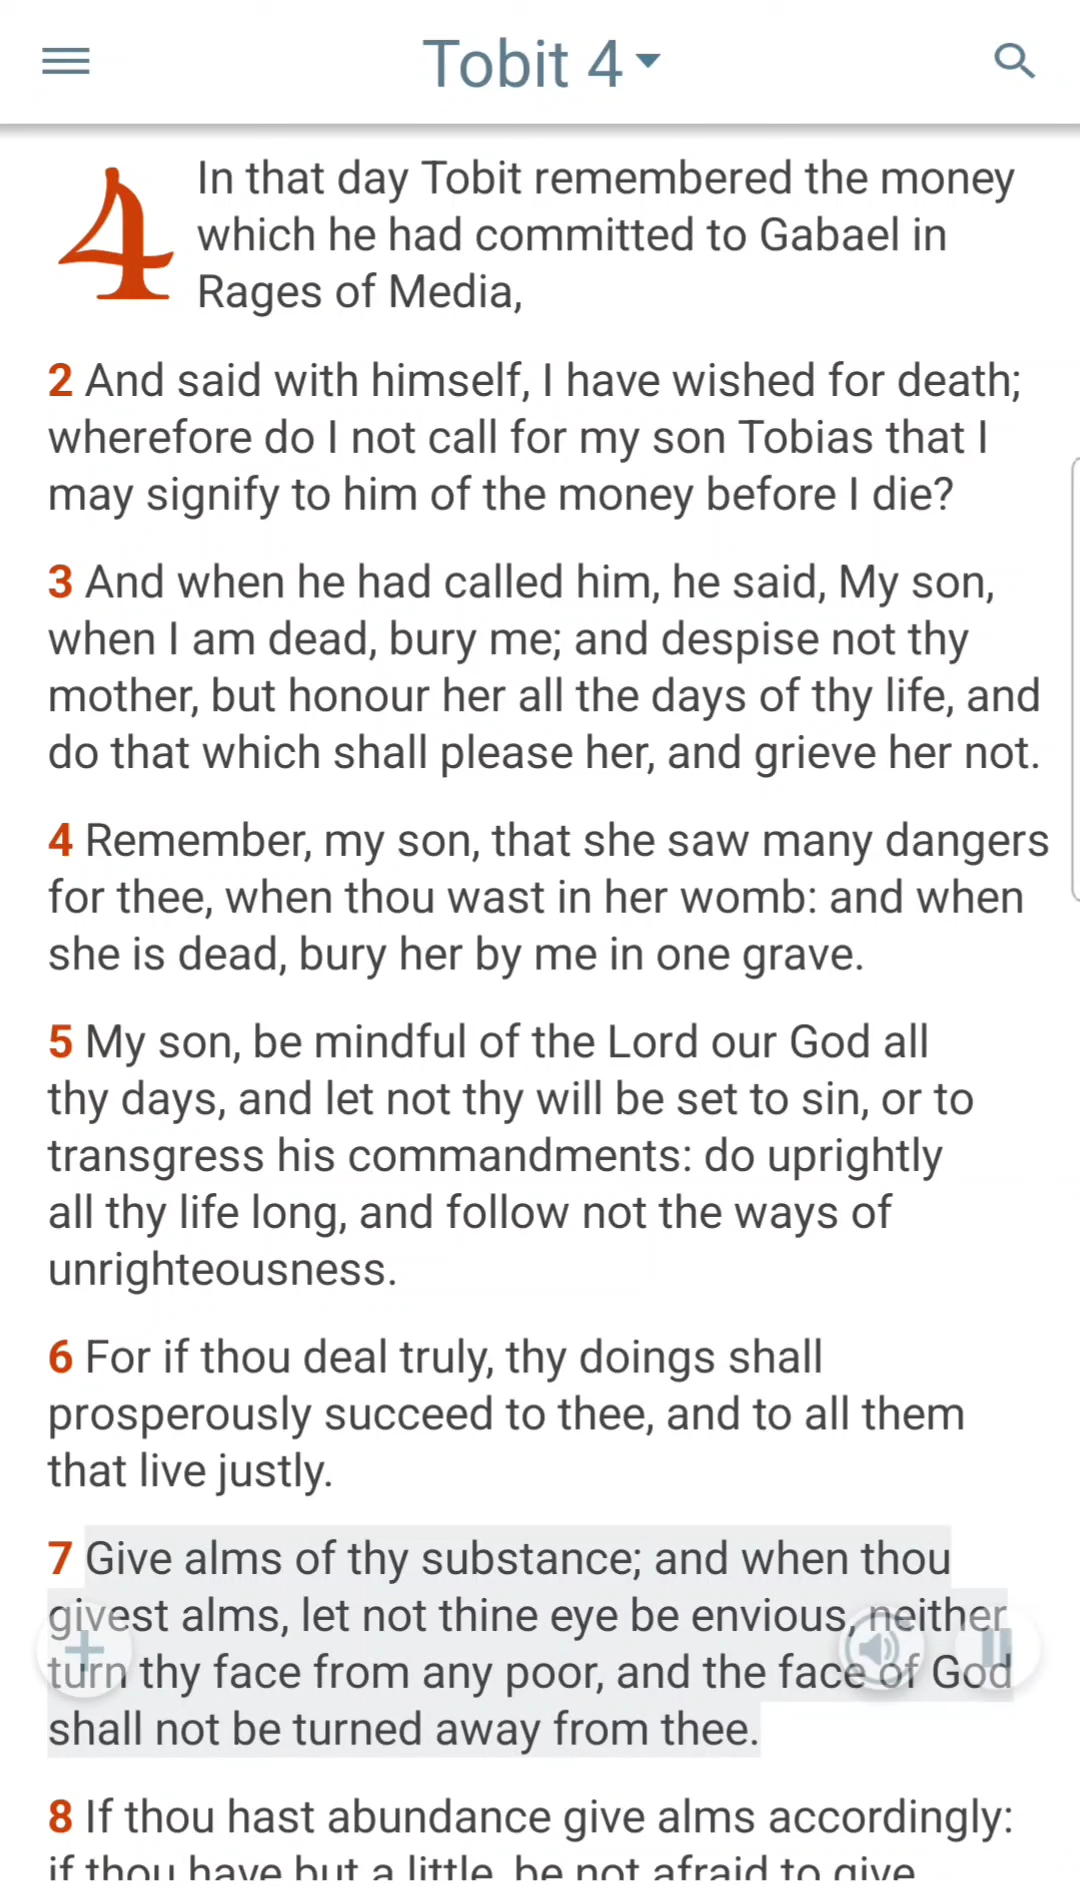 Tobit 4
4 In that day Tobit remembered the money
which he had committed to Gabael in
Rages of Media,
2 And said with himself, I have wished for death;
wherefore do I not call for my son Tobias that I
may signify to him of the money before I die?
3 And when he had called him, he said, My son,
when I am dead, bury me; and despise not thy
mother, but honour her all the days of thy life, and
do that which shall please her, and grieve her not.
4 Remember, my son, that she saw many dangers
for thee, when thou wast in her womb: and when
she is dead, bury her by me in one grave.
5 My son, be mindful of the Lord our God all
thy days, and let not thy will be set to sin, or to
transgress his commandments: do uprightly
all thy life long, and follow not the ways of
unrighteousness.
6 For if thou deal truly, thy doings shall
prosperously succeed to thee, and to all them
that live justly.
7 Give alms of thy substance; and when thou
givest alms, let not thine eye be envious, neither
turn thy face from any poor, and the face of God
shall not be turned away from thee.
8 If thou hast abundance give alms accordingly:
if thou have but a little, be not afraid to give